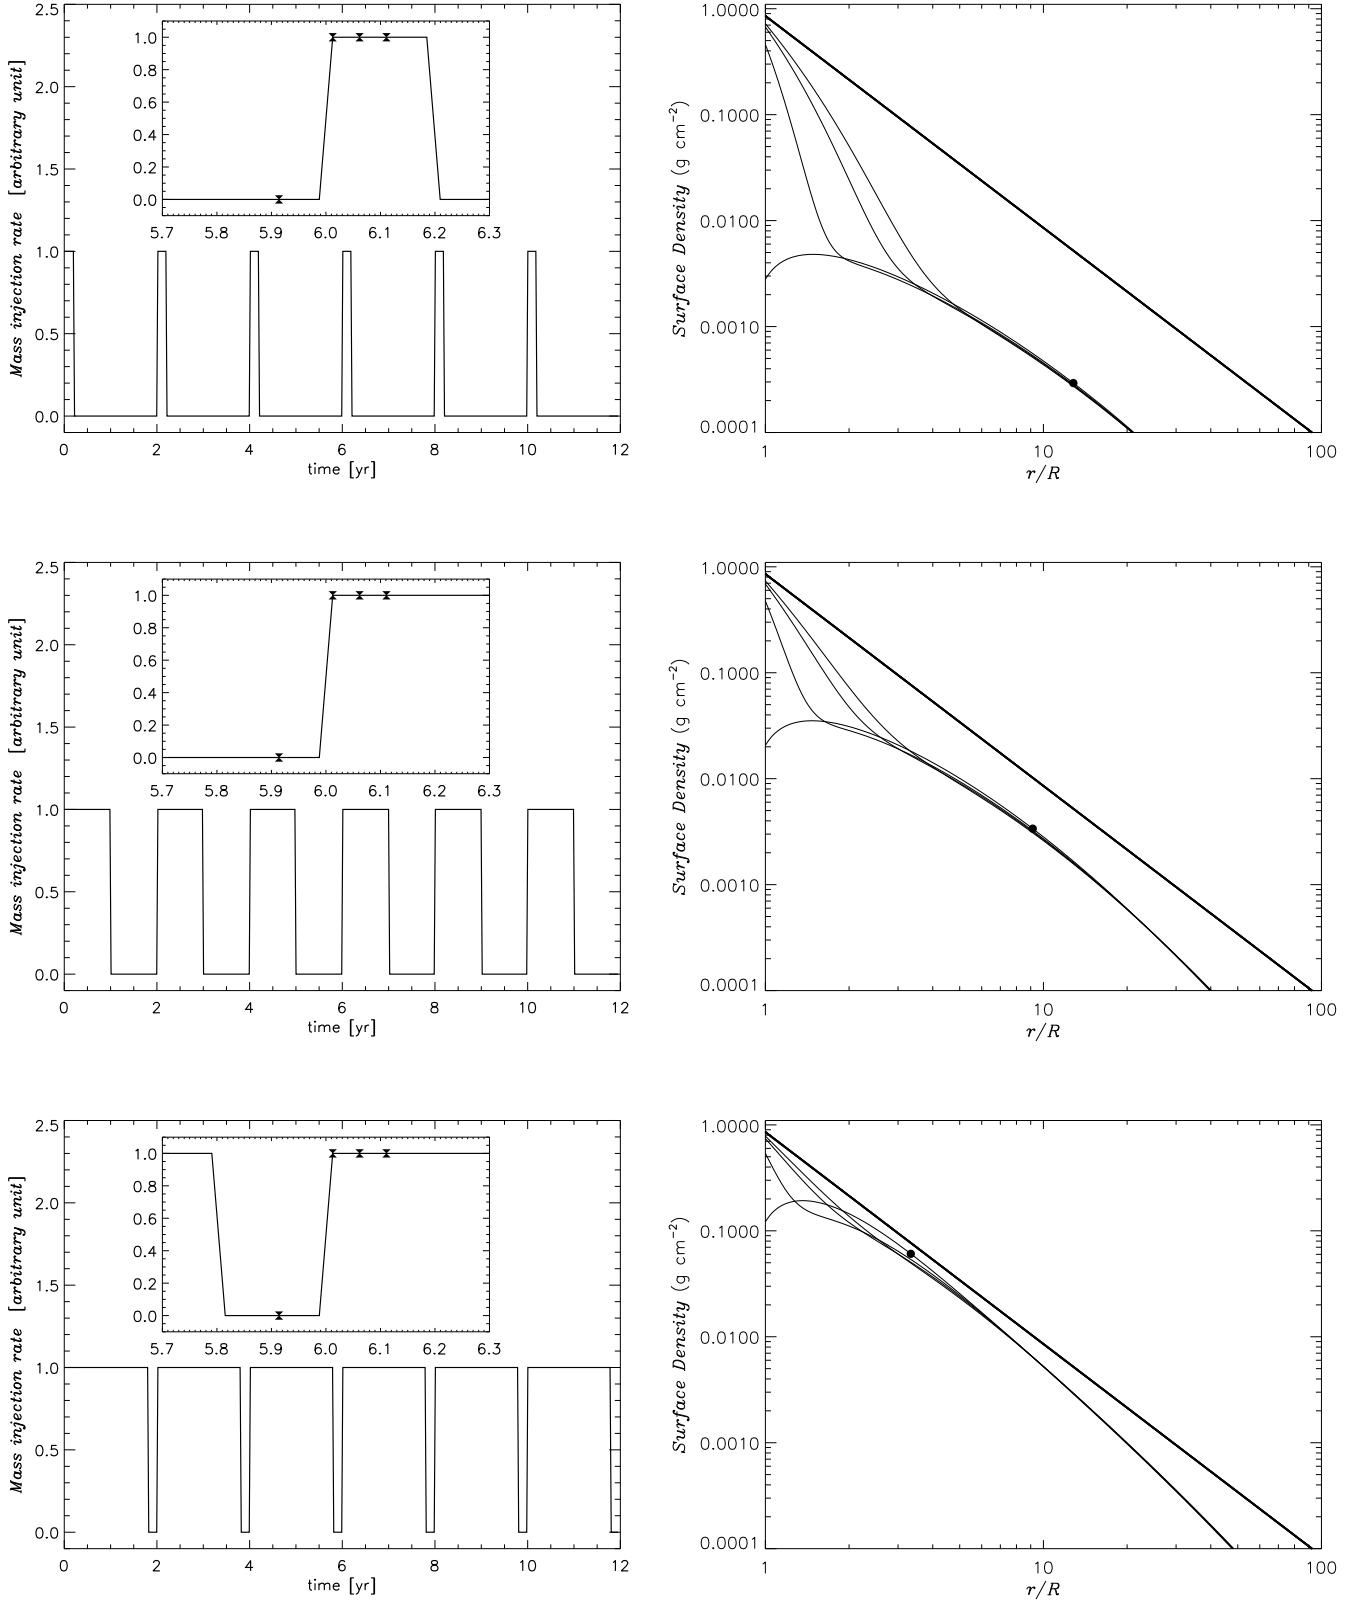 2.5
2.0
1.5
1.0
0.5
0.0
Mass injection rate [arbitrary unit]
1.0
0.8
0.6
0.4
0.2
0.0
5.7 5.8 5.9 6.0 6.1 6.2 6.3
0 2 4 6 8 10 12
time [yr]
1.0000
0.1000
0.0100
0.0010
0.0001
Surface Density (g cm⁻²)
1 10 100
r/R
2.5
2.0
1.5
1.0
0.5
0.0
Mass injection rate [arbitrary unit]
1.0
0.8
0.6
0.4
0.2
0.0
5.7 5.8 5.9 6.0 6.1 6.2 6.3
0 2 4 6 8 10 12
time [yr]
1.0000
0.1000
0.0100
0.0010
0.0001
Surface Density (g cm⁻²)
1 10 100
r/R
2.5
2.0
1.5
1.0
0.5
0.0
Mass injection rate [arbitrary unit]
1.0
0.8
0.6
0.4
0.2
0.0
5.7 5.8 5.9 6.0 6.1 6.2 6.3
0 2 4 6 8 10 12
time [yr]
1.0000
0.1000
0.0100
0.0010
0.0001
Surface Density (g cm⁻²)
1 10 100
r/R